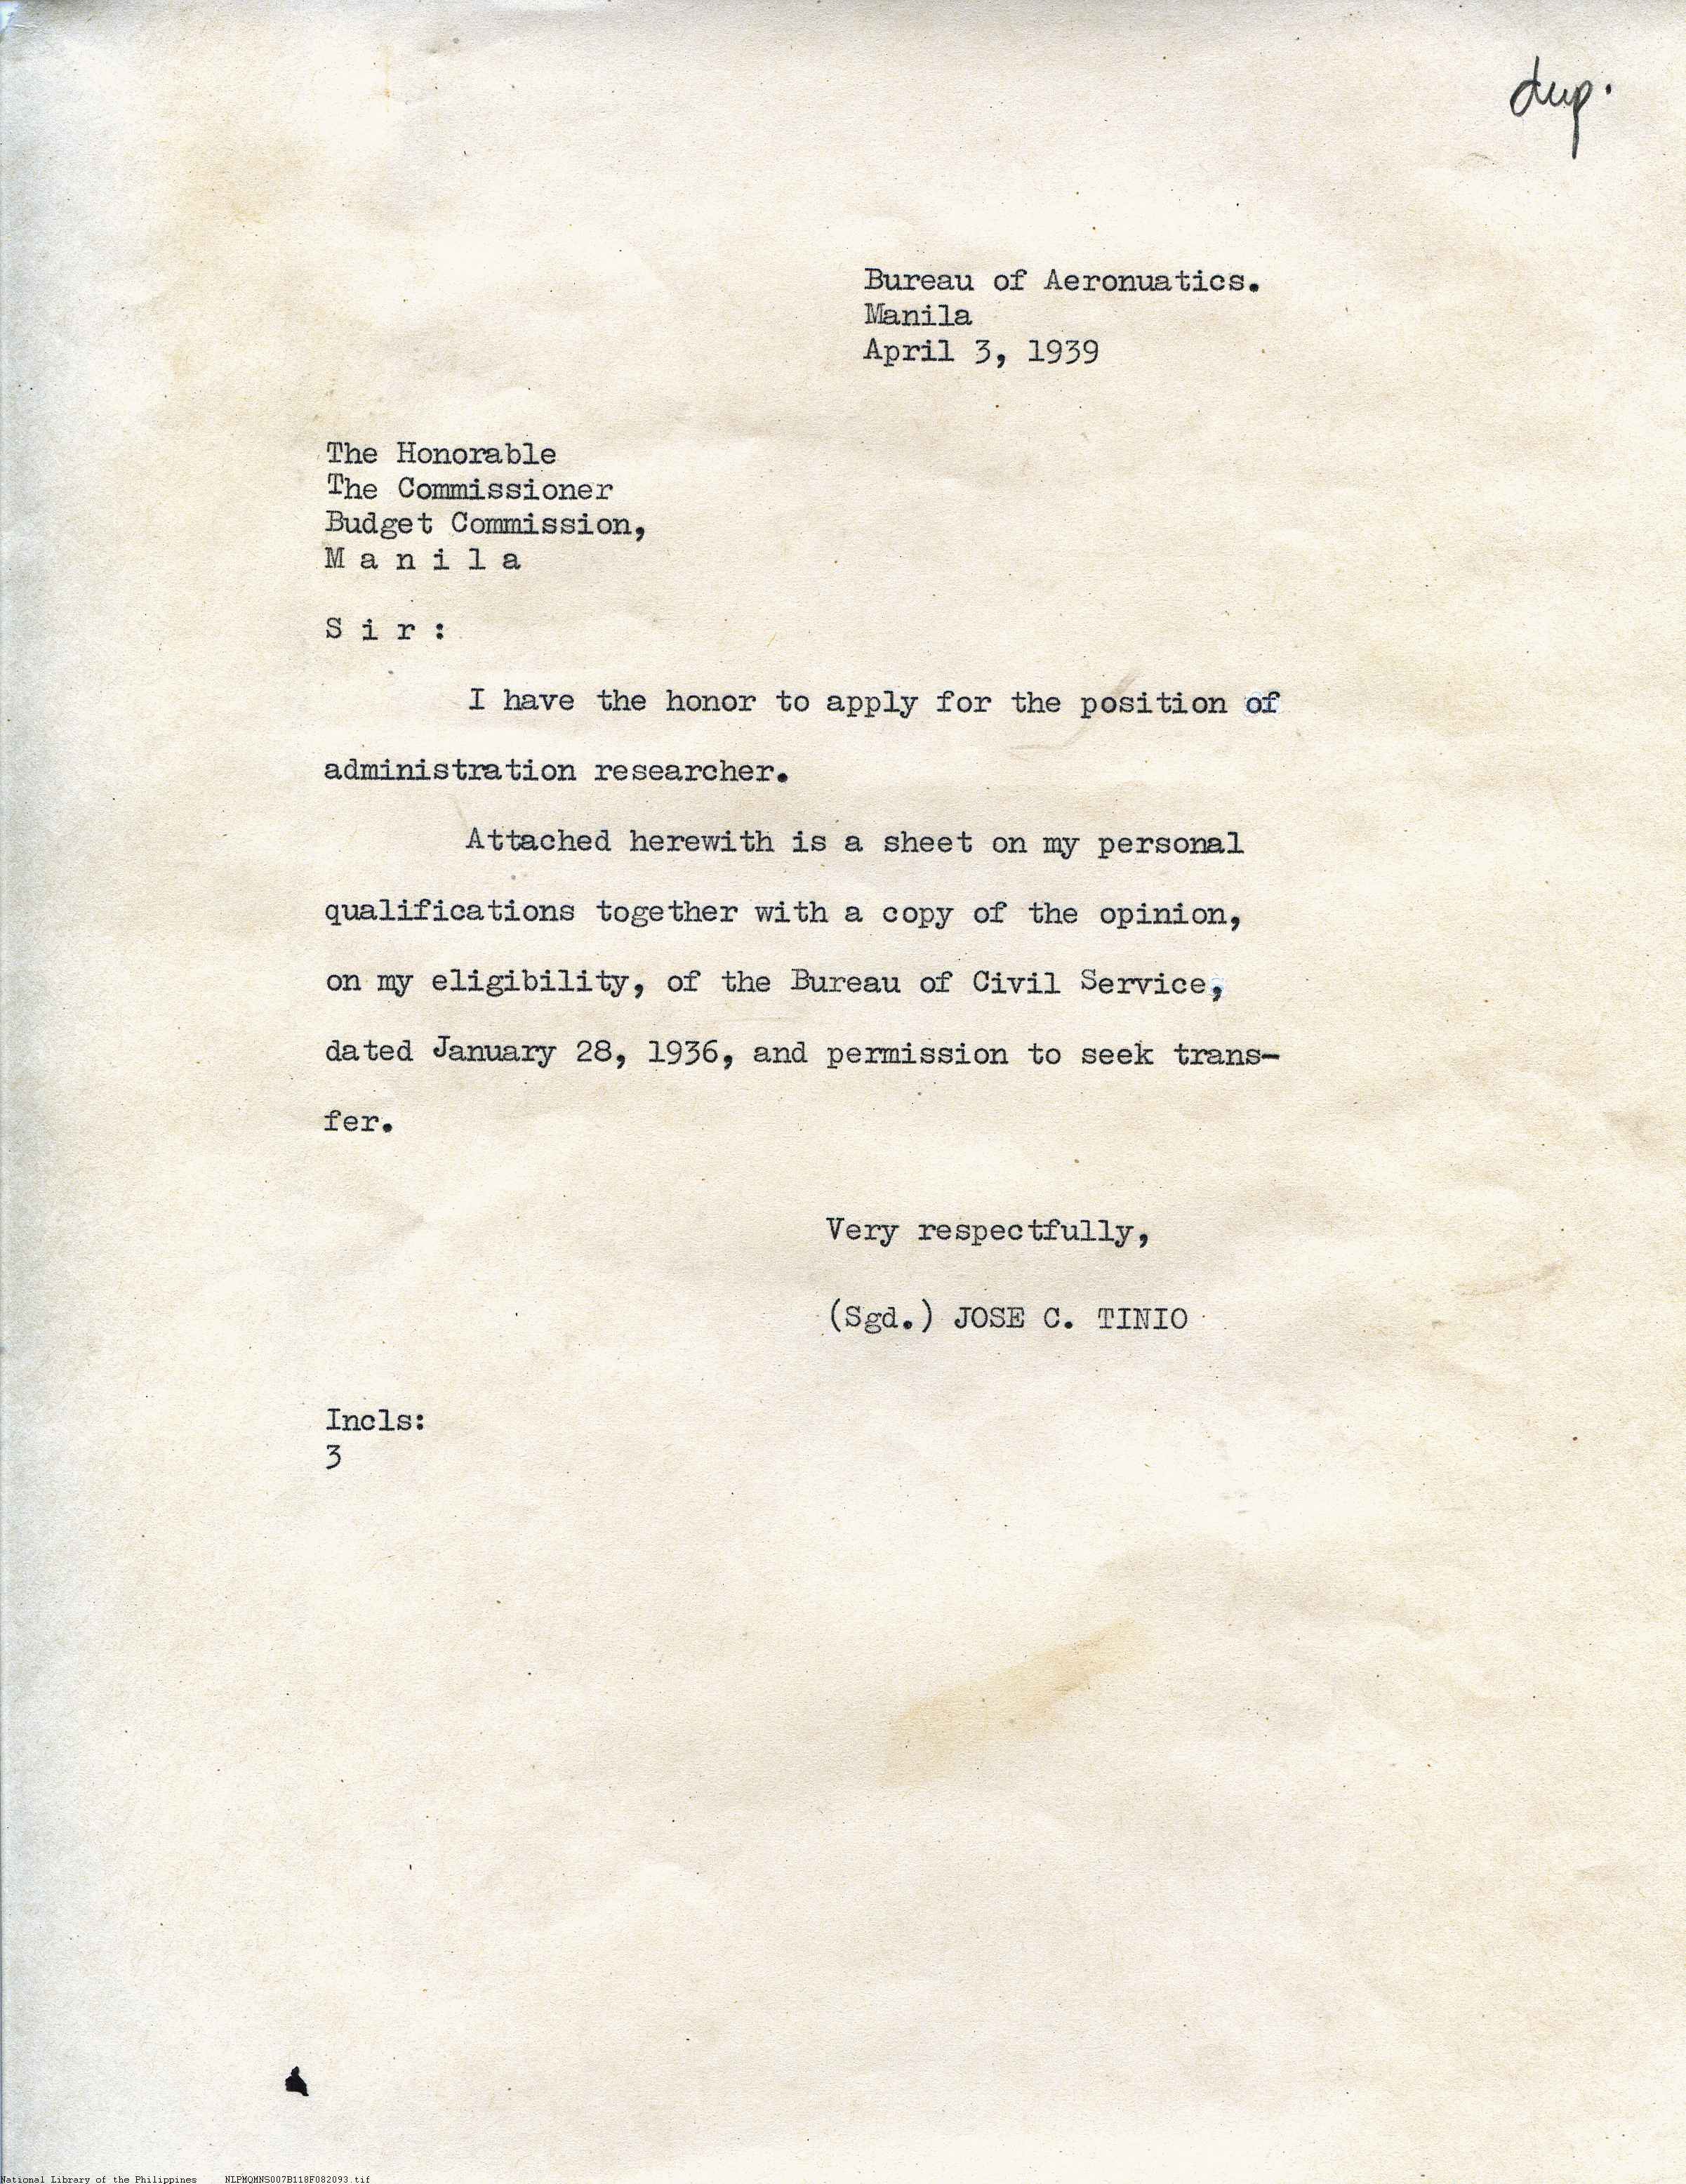 dup.
Bureau of Aeronuatics.
Manila
April 3, 1939
The Honorable
The Commissioner
Budget Commission,
M a n i l a
S i r :
I have the honor to apply for the position of
administration researcher.
Attached herewith is a sheet on my personal
qualifications together with a copy of the opinion,
on my eligibility, of the Bureau of Civil Service,
dated January 28, 1936, and permission to seek trans-
fer.
Very respectfully,
(Sgd.) JOSE C. TINIO
Incls:
3
National Library of the Philippines NLPMQMNS007B118F082093.tif